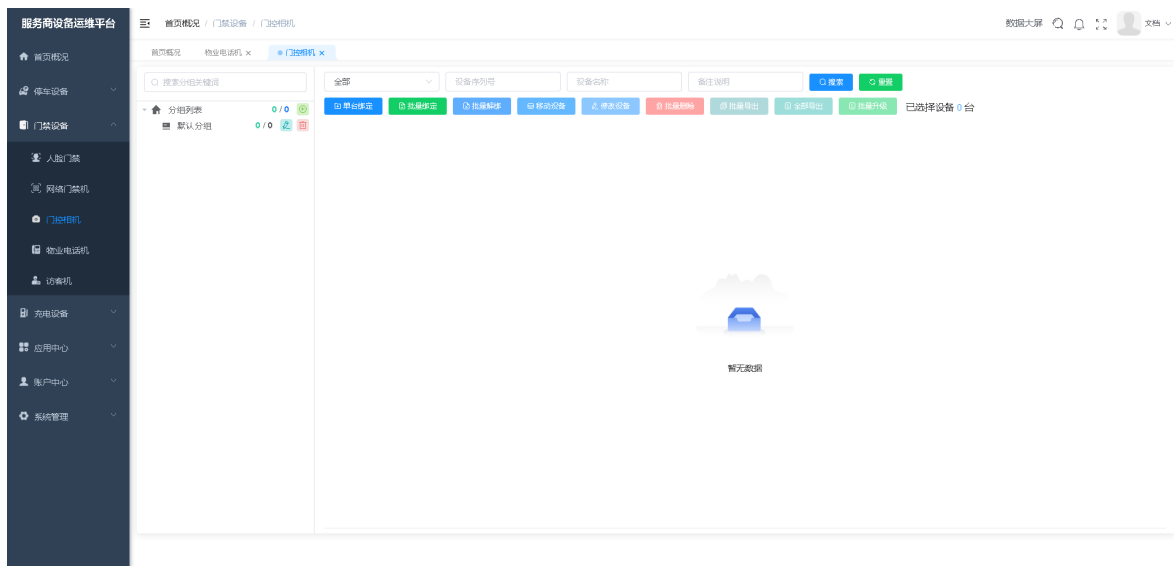 服务商设备运维平台
首页概况 / 门禁设备 / 门控相机
数据大屏
文档
首页概况
物业电话机 ×
门控相机 ×
首页概况
停车设备
门禁设备
人脸门禁
网络门禁机
门控相机
物业电话机
访客机
充电设备
应用中心
账户中心
系统管理
搜索分组关键词
分组列表 0 / 0
默认分组 0 / 0
全部
设备序列号
设备名称
备注说明
搜索
重置
单台绑定
批量绑定
批量解绑
移动设备
修改设备
批量删除
批量导出
全部导出
批量升级
已选择设备 0 台
暂无数据